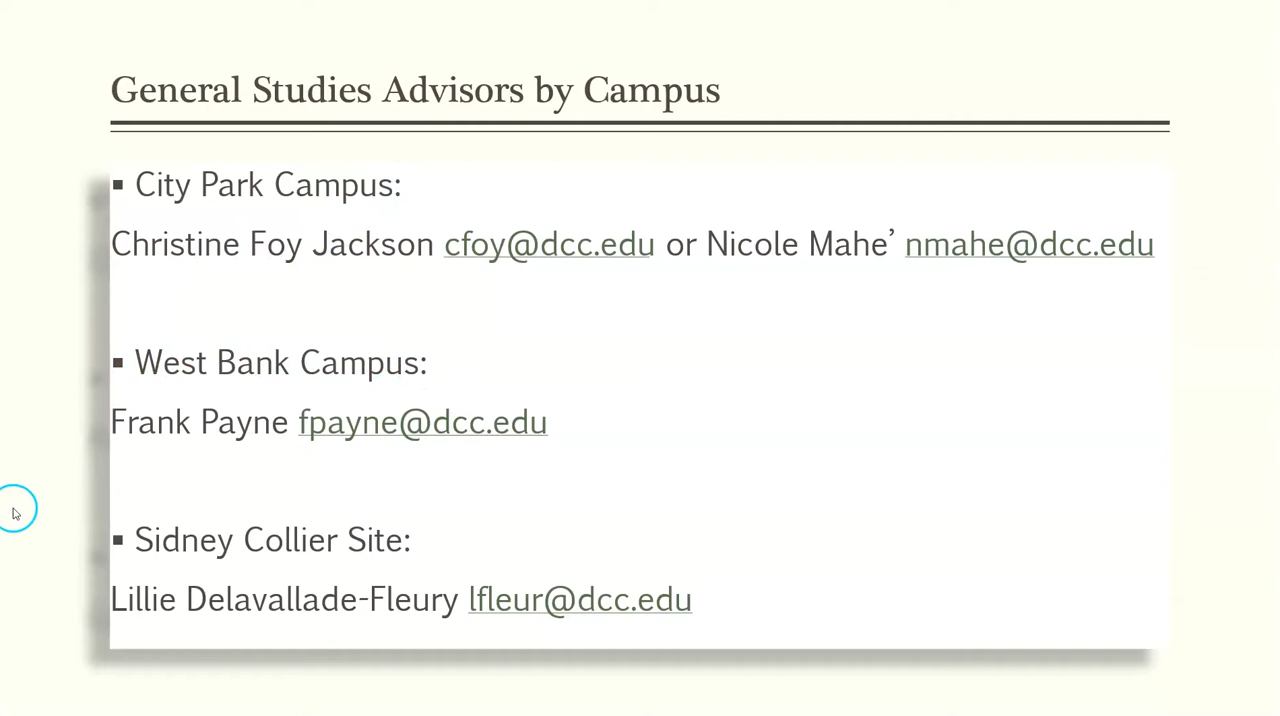 General Studies Advisors by Campus
▪ City Park Campus:
Christine Foy Jackson cfoy@dcc.edu or Nicole Mahe’ nmahe@dcc.edu
▪ West Bank Campus:
Frank Payne fpayne@dcc.edu
▪ Sidney Collier Site:
Lillie Delavallade-Fleury lfleur@dcc.edu